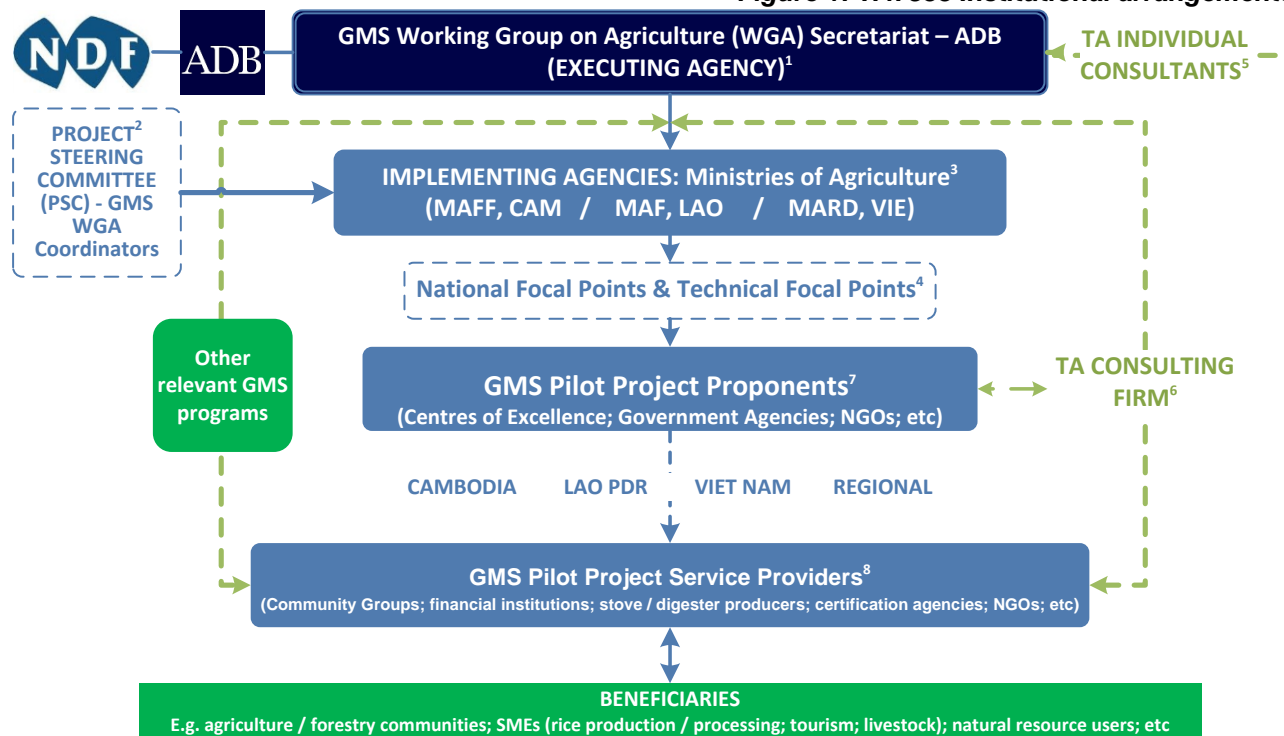 NDF
ADB
GMS Working Group on Agriculture (WGA) Secretariat – ADB
(EXECUTING AGENCY)1
TA INDIVIDUAL
CONSULTANTS5
PROJECT2
STEERING
COMMITTEE
(PSC) - GMS
WGA
Coordinators
IMPLEMENTING AGENCIES: Ministries of Agriculture3
(MAFF, CAM / MAF, LAO / MARD, VIE)
National Focal Points & Technical Focal Points4
Other
relevant GMS
programs
GMS Pilot Project Proponents7
(Centres of Excellence; Government Agencies; NGOs; etc)
TA CONSULTING
FIRM6
CAMBODIA LAO PDR VIET NAM REGIONAL
GMS Pilot Project Service Providers8
(Community Groups; financial institutions; stove / digester producers; certification agencies; NGOs; etc)
BENEFICIARIES
E.g. agriculture / forestry communities; SMEs (rice production / processing; tourism; livestock); natural resource users; etc